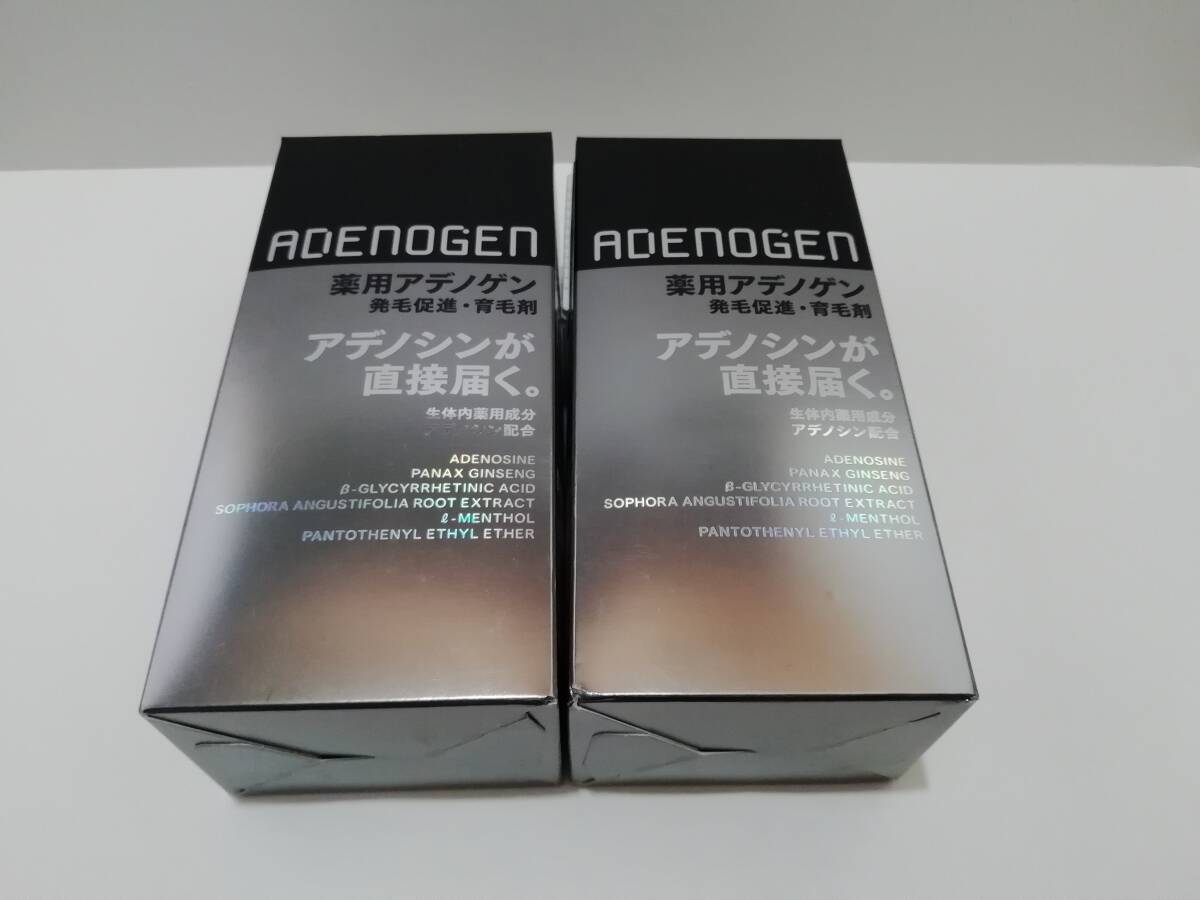 ADENOGEN
薬用アデノゲン
発毛促進・育毛剤
アデノシンが
直接届く。
生体内薬用成分
アデノシン配合
ADENOSINE
PANAX GINSENG
β-GLYCYRRHETINIC ACID
SOPHORA ANGUSTIFOLIA ROOT EXTRACT
ℓ-MENTHOL
PANTOTHENYL ETHYL ETHER
ADENOGEN
薬用アデノゲン
発毛促進・育毛剤
アデノシンが
直接届く。
生体内薬用成分
アデノシン配合
ADENOSINE
PANAX GINSENG
β-GLYCYRRHETINIC ACID
SOPHORA ANGUSTIFOLIA ROOT EXTRACT
ℓ-MENTHOL
PANTOTHENYL ETHYL ETHER